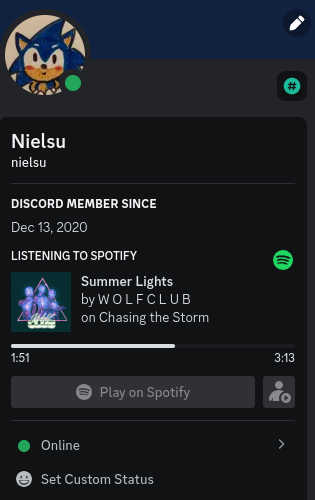 Nielsu
nielsu
DISCORD MEMBER SINCE
Dec 13, 2020
LISTENING TO SPOTIFY
Summer Lights
by W O L F C L U B
on Chasing the Storm
1:51
3:13
Play on Spotify
Online
Set Custom Status